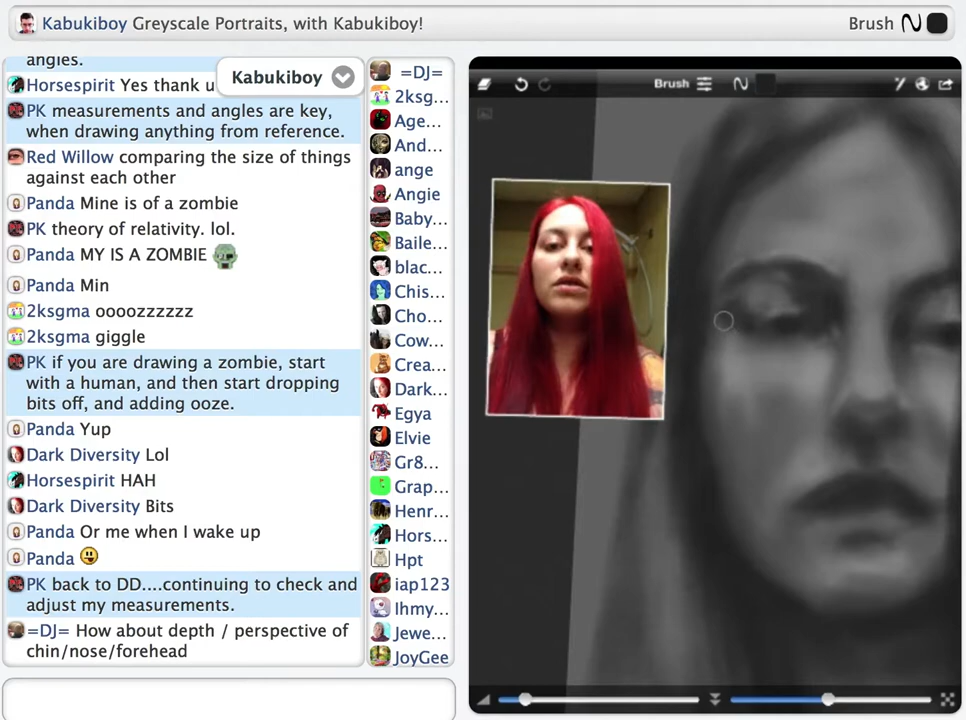 Kabukiboy Greyscale Portraits, with Kabukiboy!
Brush
angles.
Kabukiboy
Horsespirit Yes thank u
PK measurements and angles are key,
when drawing anything from reference.
Red Willow comparing the size of things
against each other
Panda Mine is of a zombie
PK theory of relativity. lol.
Panda MY IS A ZOMBIE
Panda Min
2ksgma oooozzzzzz
2ksgma giggle
PK if you are drawing a zombie, start
with a human, and then start dropping
bits off, and adding ooze.
Panda Yup
Dark Diversity Lol
Horsespirit HAH
Dark Diversity Bits
Panda Or me when I wake up
Panda
PK back to DD....continuing to check and
adjust my measurements.
=DJ= How about depth / perspective of
chin/nose/forehead
=DJ=
2ksg...
Age...
And...
ange
Angie
Baby...
Baile...
blac...
Chis...
Cho...
Cow...
Crea...
Dark...
Egya
Elvie
Gr8...
Grap...
Henr...
Hors...
Hpt
iap123
Ihmy...
Jewe...
JoyGee
Brush